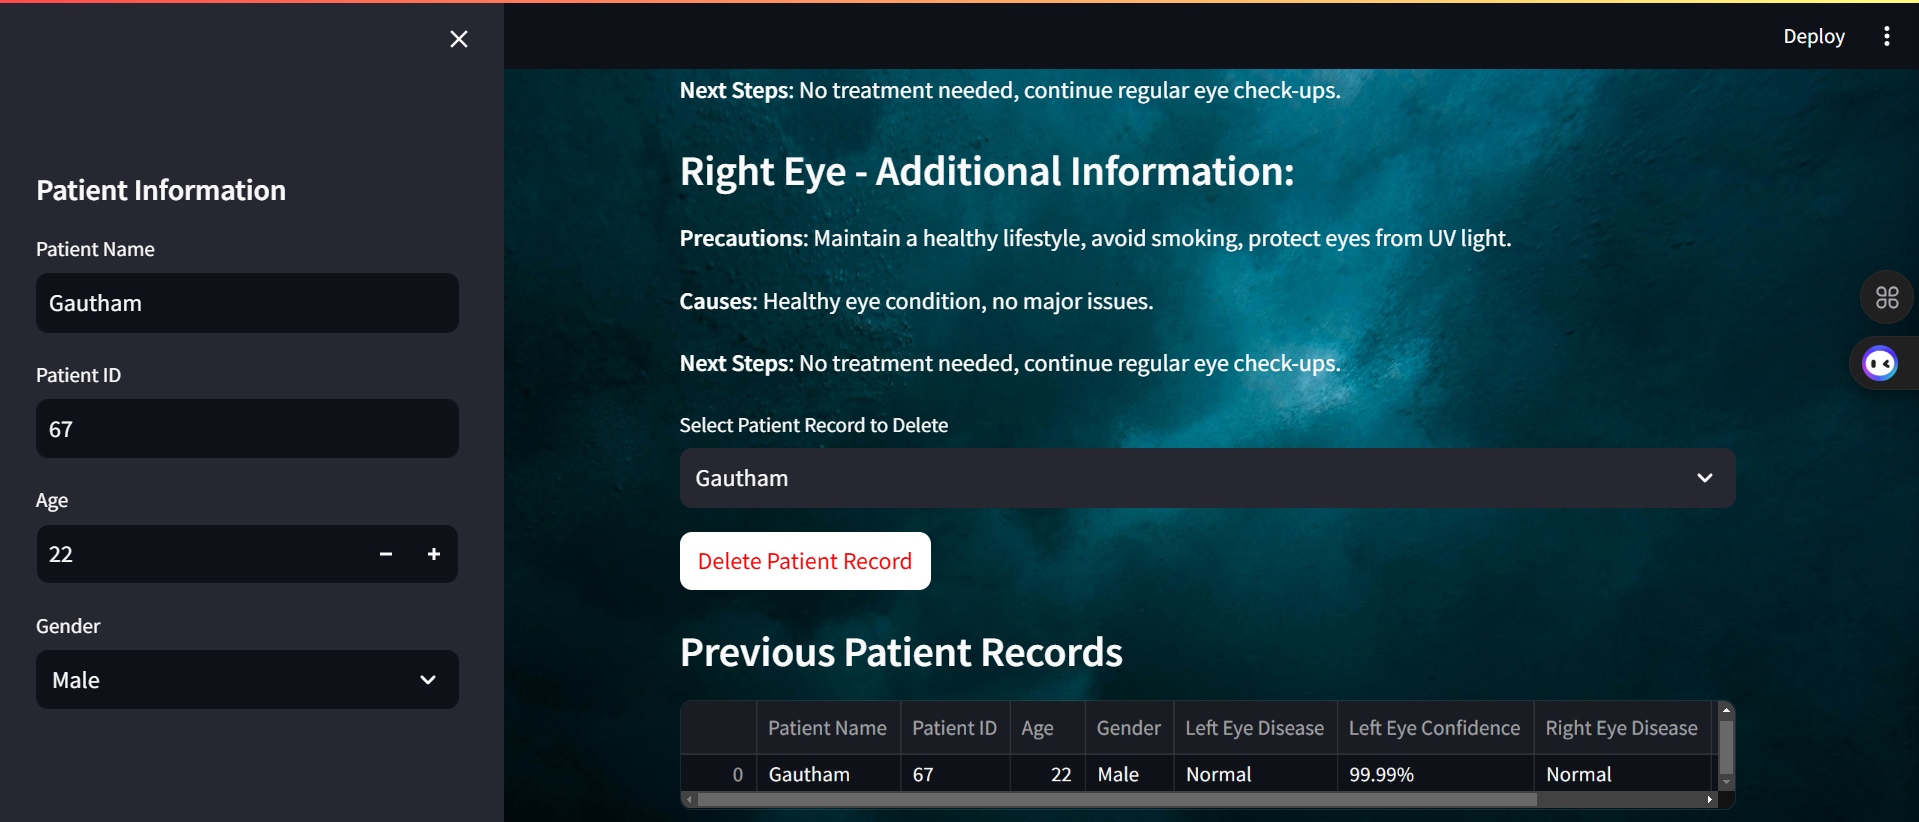 Deploy
Patient Information
Patient Name
Gautham
Patient ID
67
Age
22
Gender
Male
Next Steps: No treatment needed, continue regular eye check-ups.
Right Eye - Additional Information:
Precautions: Maintain a healthy lifestyle, avoid smoking, protect eyes from UV light.
Causes: Healthy eye condition, no major issues.
Next Steps: No treatment needed, continue regular eye check-ups.
Select Patient Record to Delete
Gautham
Delete Patient Record
Previous Patient Records
Patient Name Patient ID Age Gender Left Eye Disease Left Eye Confidence Right Eye Disease
0 Gautham 67 22 Male Normal 99.99% Normal